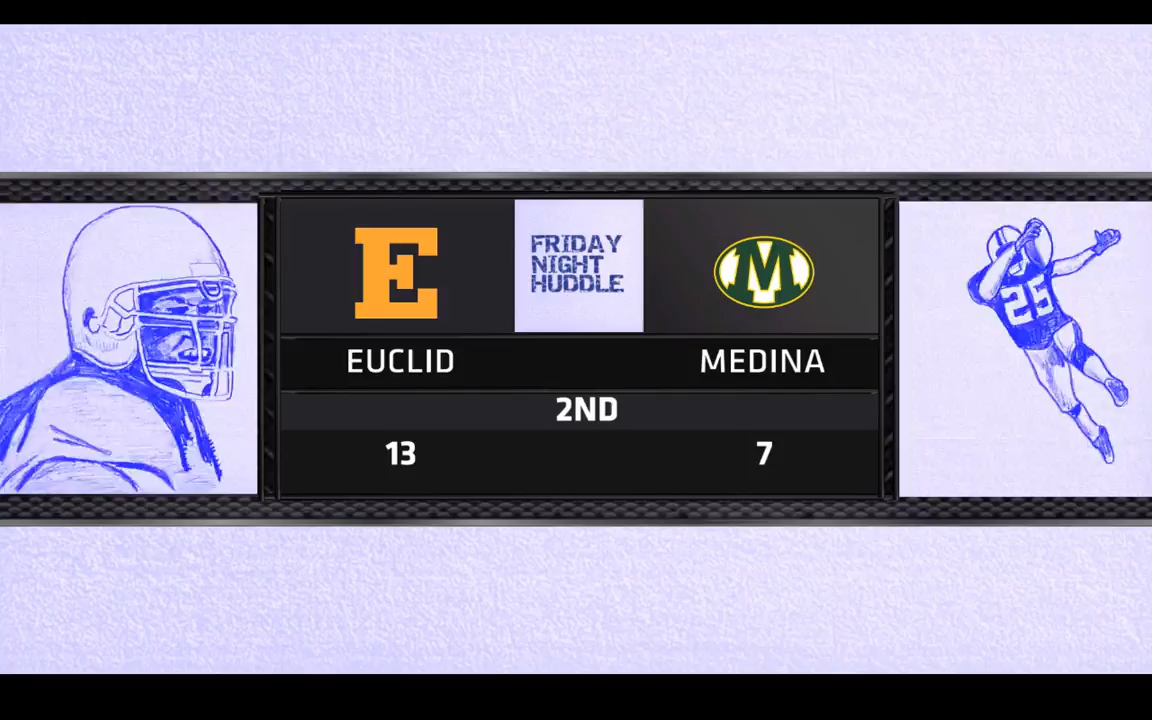 E
FRIDAY
NIGHT
HUDDLE
M
EUCLID
MEDINA
2ND
13
7
25